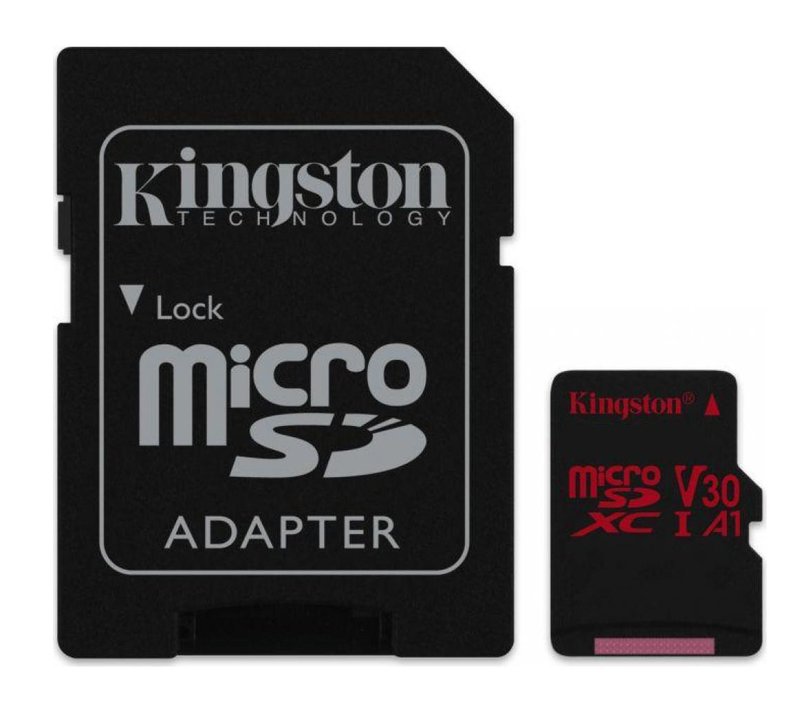 Kingston
TECHNOLOGY
Lock
micro
SD
ADAPTER
Kingston®
micro
SD
XC I A1
V30